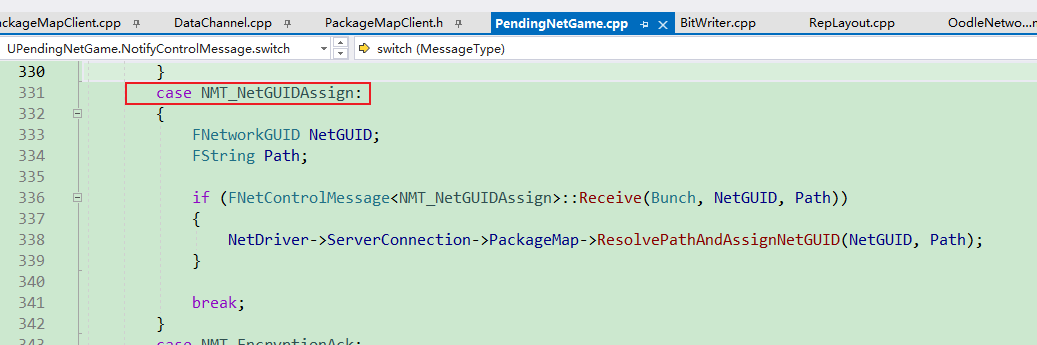 ackageMapClient.cpp DataChannel.cpp PackageMapClient.h PendingNetGame.cpp BitWriter.cpp RepLayout.cpp OodleNetwo...
UPendingNetGame.NotifyControlMessage.switch switch (MessageType)
330 }
331 case NMT_NetGUIDAssign:
332 {
333 FNetworkGUID NetGUID;
334 FString Path;
335
336 if (FNetControlMessage<NMT_NetGUIDAssign>::Receive(Bunch, NetGUID, Path))
337 {
338 NetDriver->ServerConnection->PackageMap->ResolvePathAndAssignNetGUID(NetGUID, Path);
339 }
340
341 break;
342 }
343 case NMT_EncryptionAck: